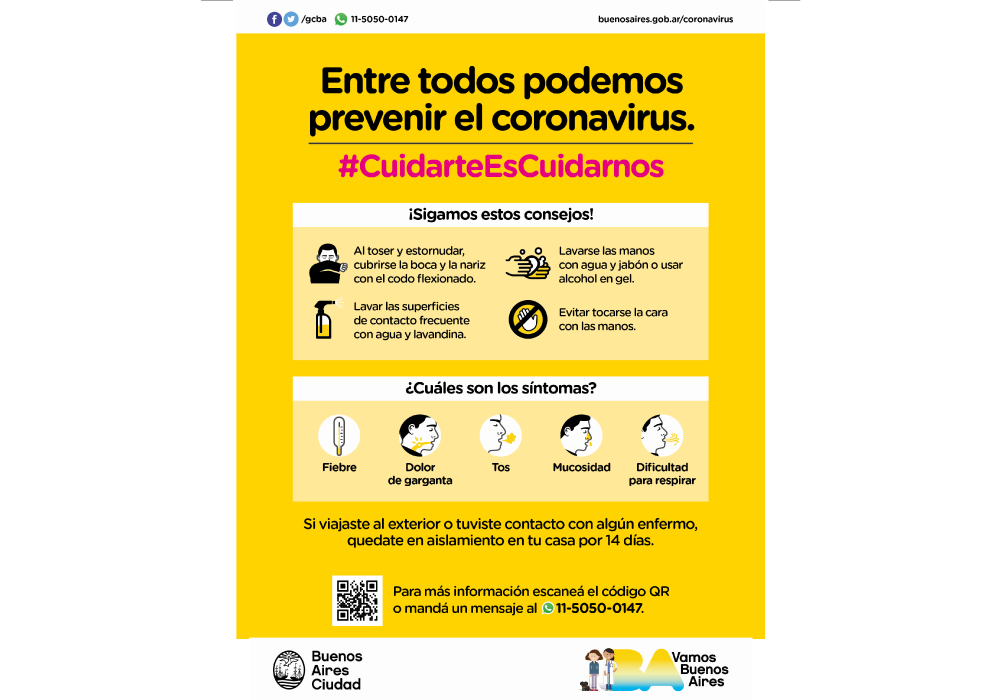 /gcba 11-5050-0147
buenosaires.gob.ar/coronavirus
Entre todos podemos
prevenir el coronavirus.
#CuidarteEsCuidarnos
¡Sigamos estos consejos!
Al toser y estornudar,
cubrirse la boca y la nariz
con el codo flexionado.
Lavarse las manos
con agua y jabón o usar
alcohol en gel.
Lavar las superficies
de contacto frecuente
con agua y lavandina.
Evitar tocarse la cara
con las manos.
¿Cuáles son los síntomas?
Fiebre
Dolor
de garganta
Tos
Mucosidad
Dificultad
para respirar
Si viajaste al exterior o tuviste contacto con algún enfermo,
quedate en aislamiento en tu casa por 14 días.
Para más información escaneá el código QR
o mandá un mensaje al 11-5050-0147.
Buenos
Aires
Ciudad
BA
Vamos
Buenos
Aires